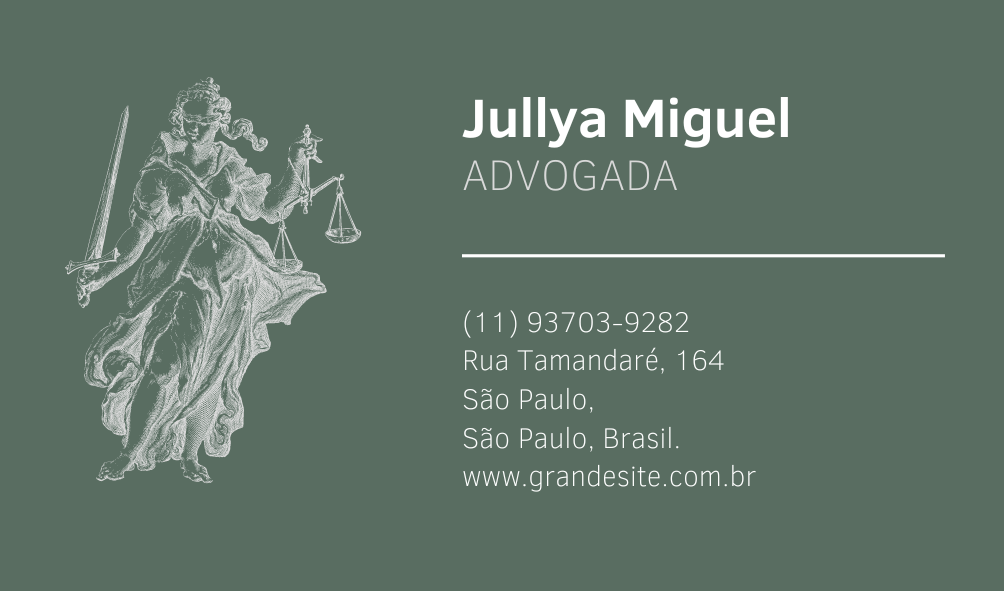 Jullya Miguel
ADVOGADA
(11) 93703-9282
Rua Tamandaré, 164
São Paulo,
São Paulo, Brasil.
www.grandesite.com.br